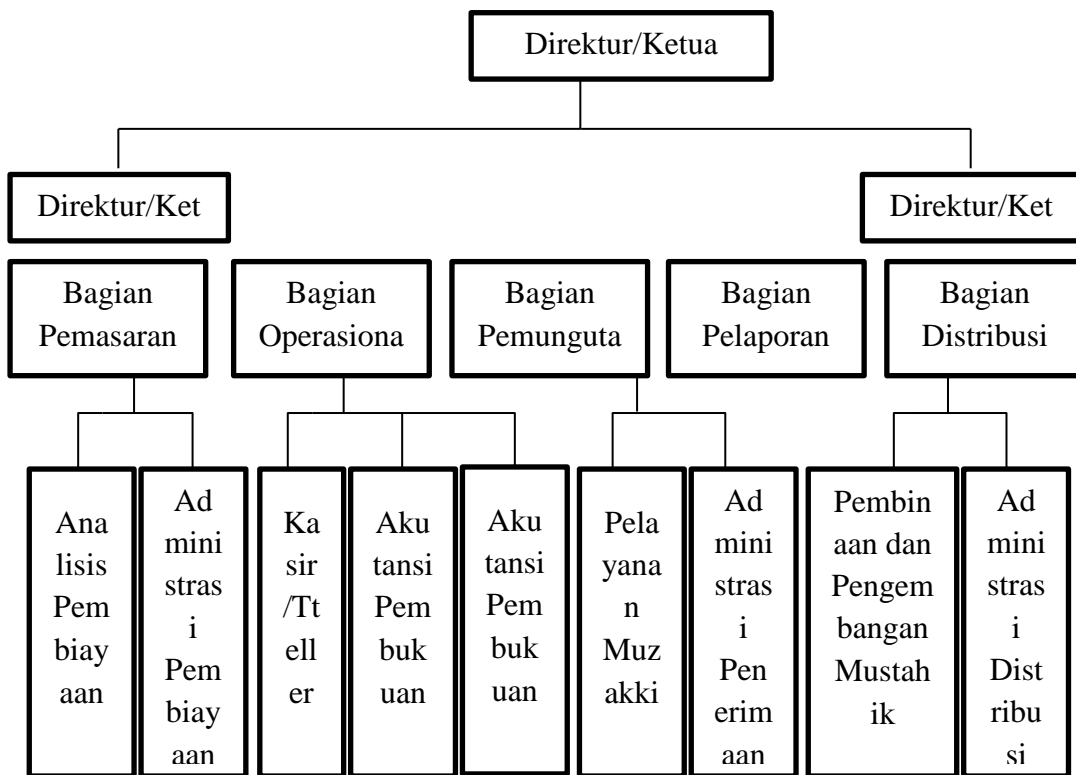 Direktur/Ketua
Direktur/Ket
Direktur/Ket
Bagian
Pemasaran
Bagian
Operasiona
Bagian
Pemunguta
Bagian
Pelaporan
Bagian
Distribusi
Ana
lisis
Pem
biay
aan
Ad
mini
stras
i
Pem
biay
aan
Ka
sir
/Tt
ell
er
Aku
tansi
Pem
buk
uan
Aku
tansi
Pem
buk
uan
Pela
yana
n
Muz
akki
Ad
mini
stras
i
Pen
erim
aan
Pembin
aan dan
Pengem
bangan
Mustah
ik
Ad
mini
stras
i
Dist
ribu
si